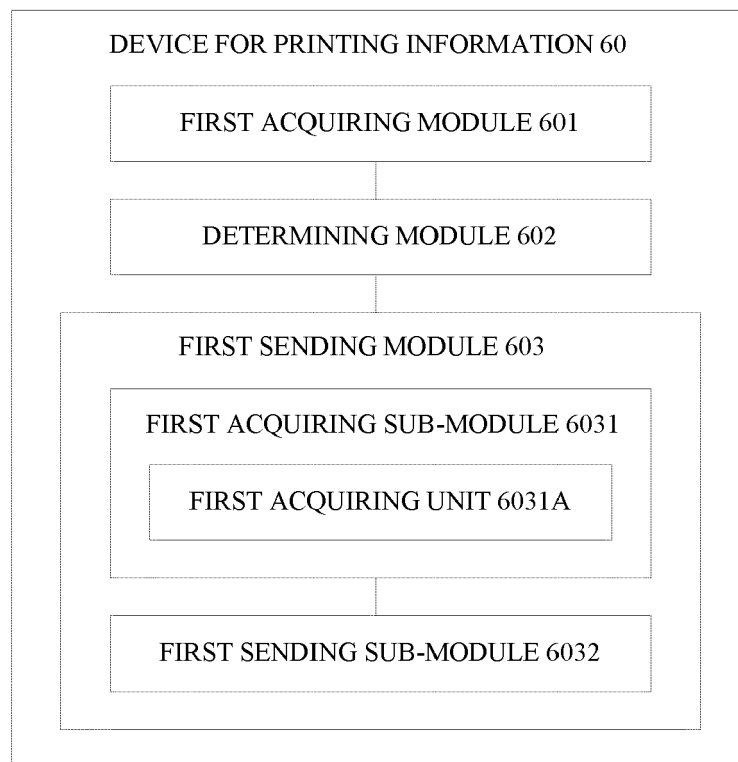 DEVICE FOR PRINTING INFORMATION 60
FIRST ACQUIRING MODULE 601
DETERMINING MODULE 602
FIRST SENDING MODULE 603
FIRST ACQUIRING SUB-MODULE 6031
FIRST ACQUIRING UNIT 6031A
FIRST SENDING SUB-MODULE 6032